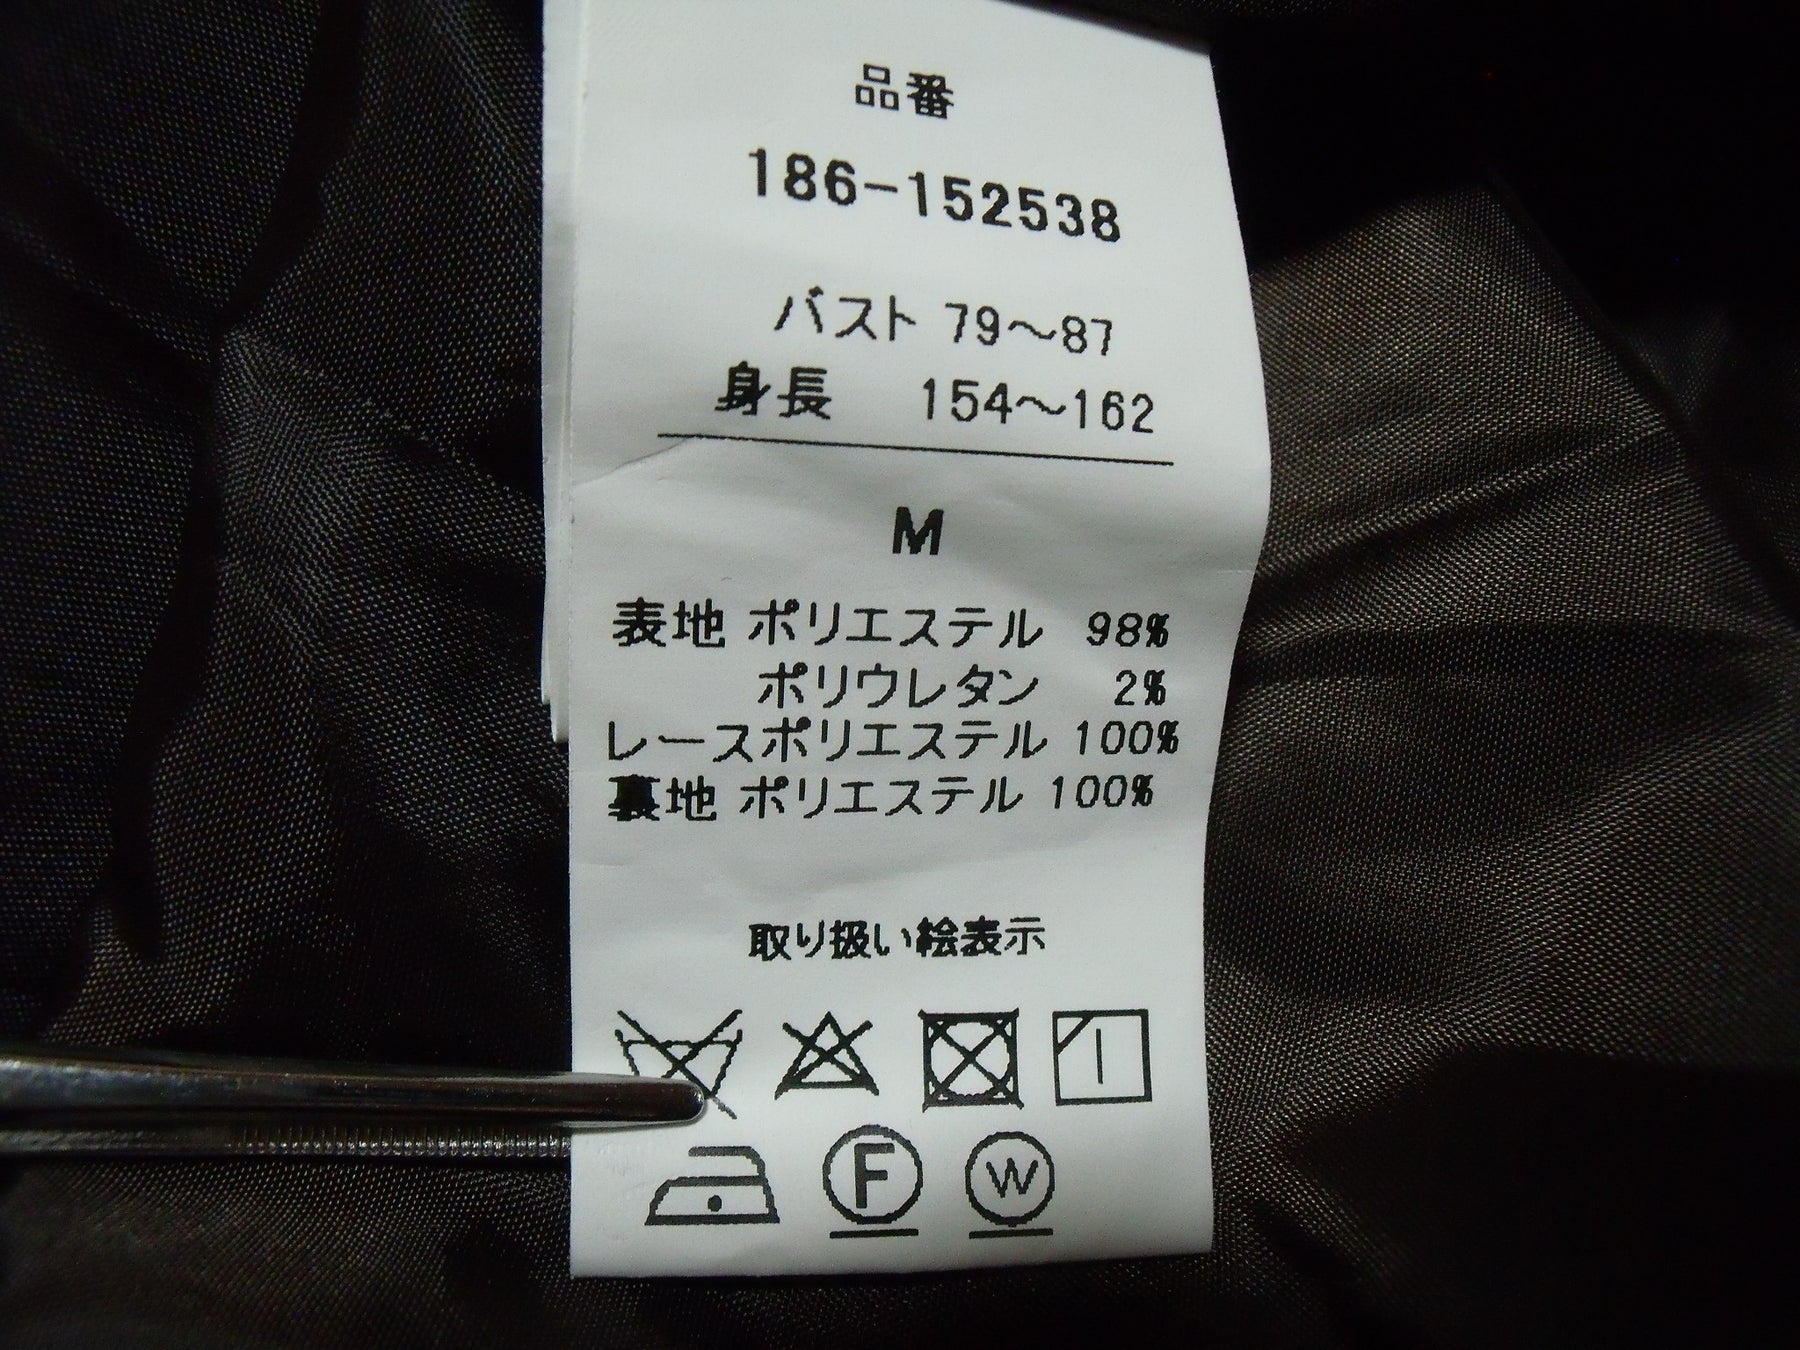 品番
186-152538
バスト 79～87
身長 154～162
M
表地 ポリエステル 98%
ポリウレタン 2%
レースポリエステル 100%
裏地 ポリエステル 100%
取り扱い絵表示
F W